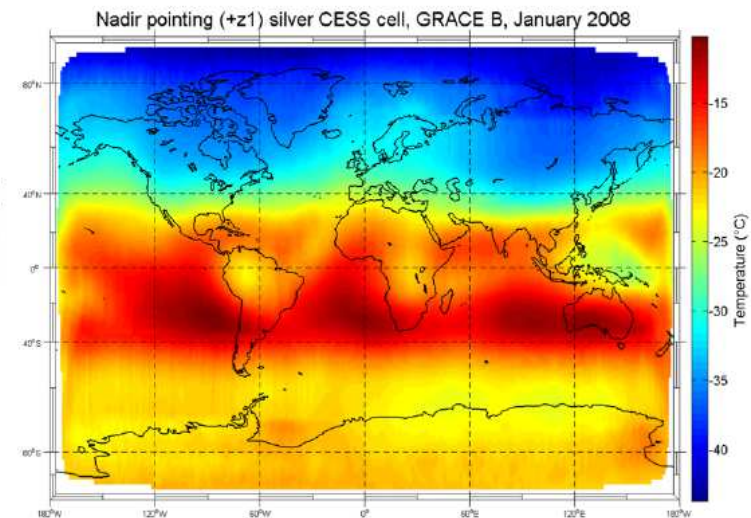 Nadir pointing (+z1) silver CESS cell, GRACE B, January 2008
80°N
40°N
0°
40°S
80°S
180°W 120°W 60°W 0° 60°E 120°E 180°W
-15
-20
-25
-30
-35
-40
Temperature (°C)